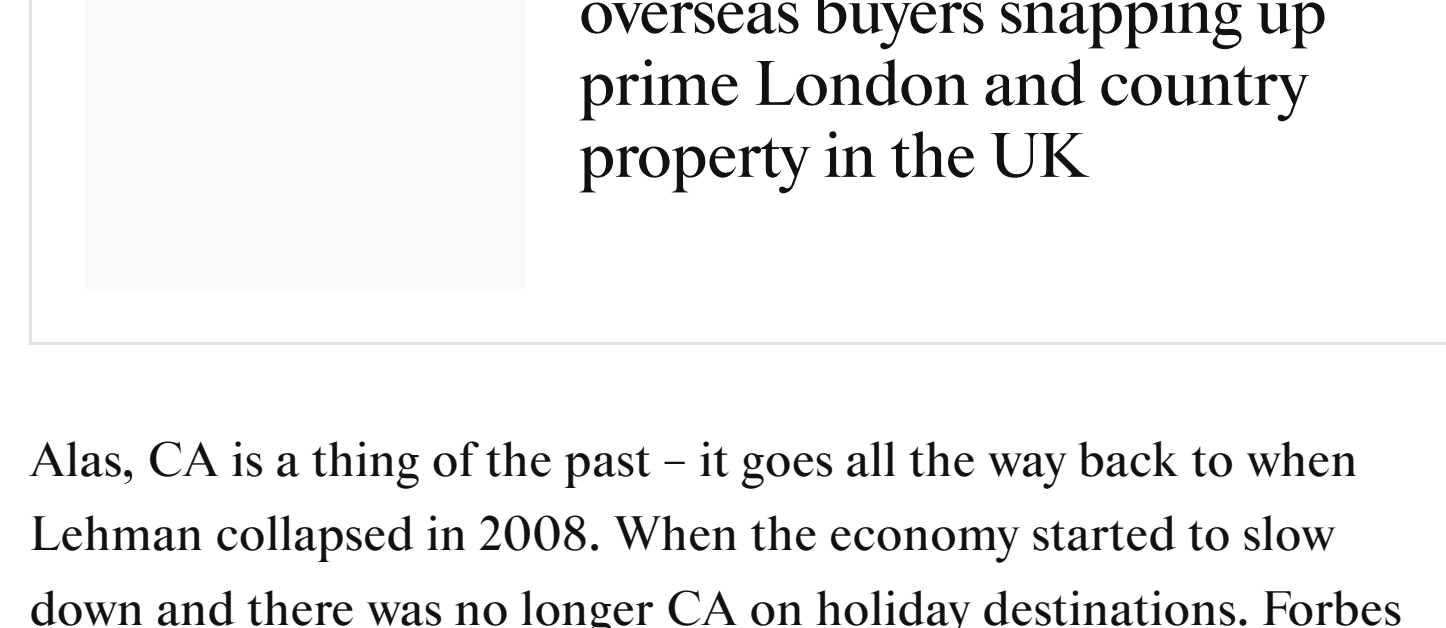 overseas buyers snapping up
prime London and country
property in the UK
Alas, CA is a thing of the past – it goes all the way back to when
Lehman collapsed in 2008. When the economy started to slow
down and there was no longer CA on holiday destinations. Forbes